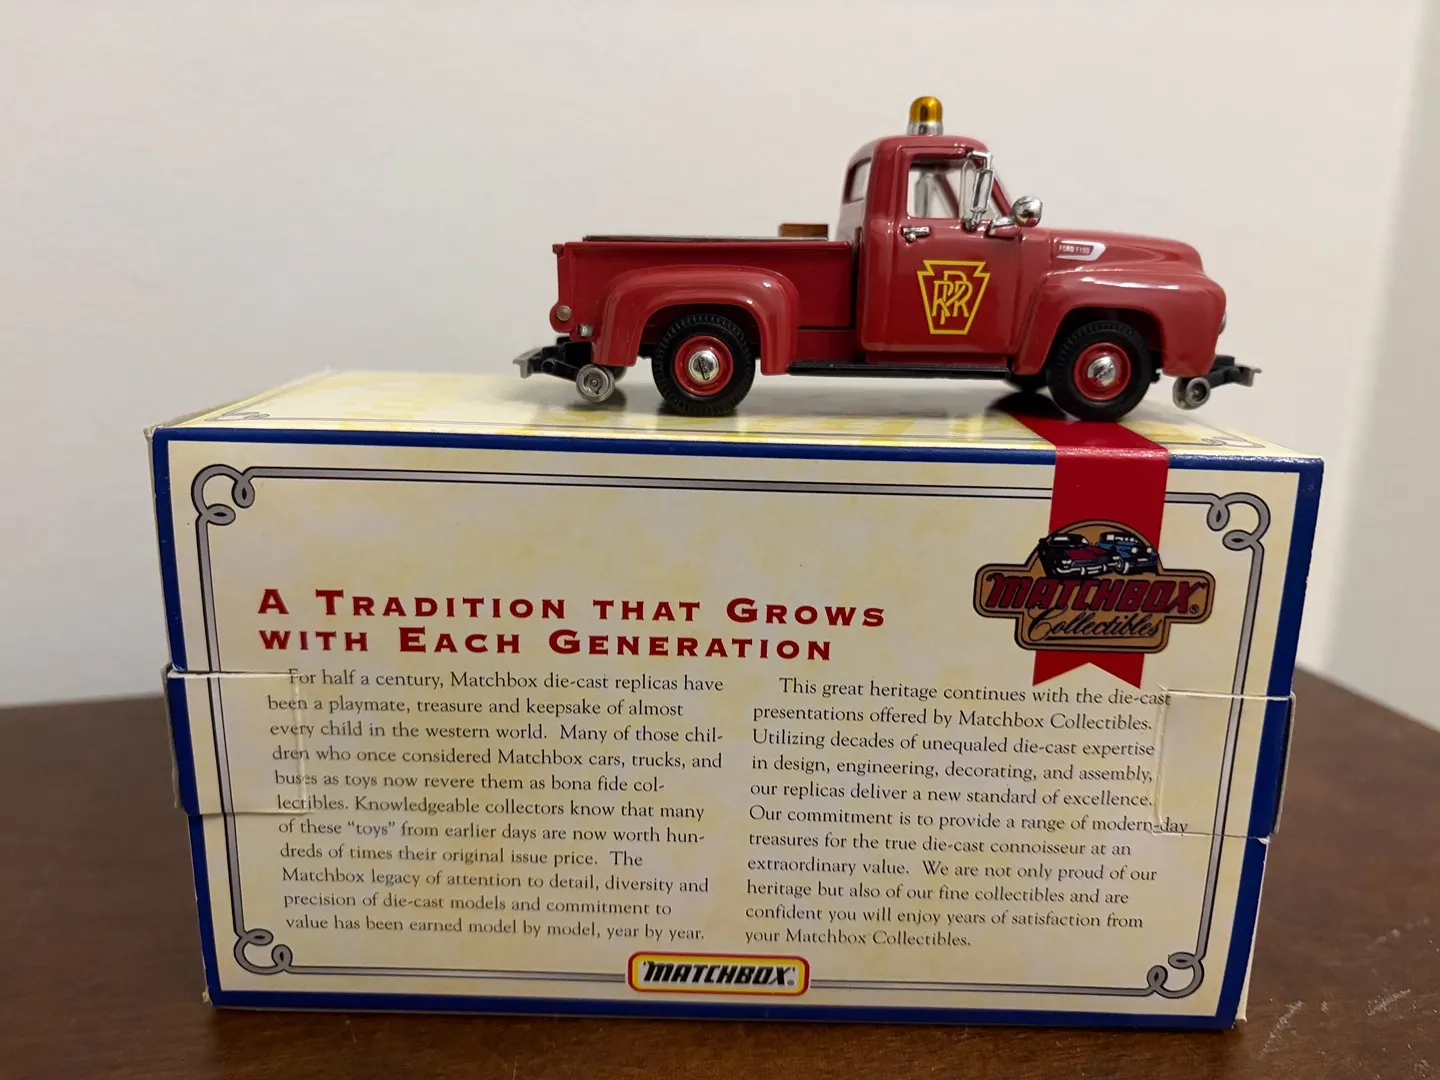 FORD F100
PRR
MATCHBOX®
Collectibles
A TRADITION THAT GROWS
WITH EACH GENERATION
For half a century, Matchbox die-cast replicas have
been a playmate, treasure and keepsake of almost
every child in the western world. Many of those chil-
dren who once considered Matchbox cars, trucks, and
buses as toys now revere them as bona fide col-
lectibles. Knowledgeable collectors know that many
of these “toys” from earlier days are now worth hun-
dreds of times their original issue price. The
Matchbox legacy of attention to detail, diversity and
precision of die-cast models and commitment to
value has been earned model by model, year by year.
This great heritage continues with the die-cast
presentations offered by Matchbox Collectibles.
Utilizing decades of unequaled die-cast expertise
in design, engineering, decorating, and assembly,
our replicas deliver a new standard of excellence.
Our commitment is to provide a range of modern-day
treasures for the true die-cast connoisseur at an
extraordinary value. We are not only proud of our
heritage but also of our fine collectibles and are
confident you will enjoy years of satisfaction from
your Matchbox Collectibles.
"MATCHBOX"®